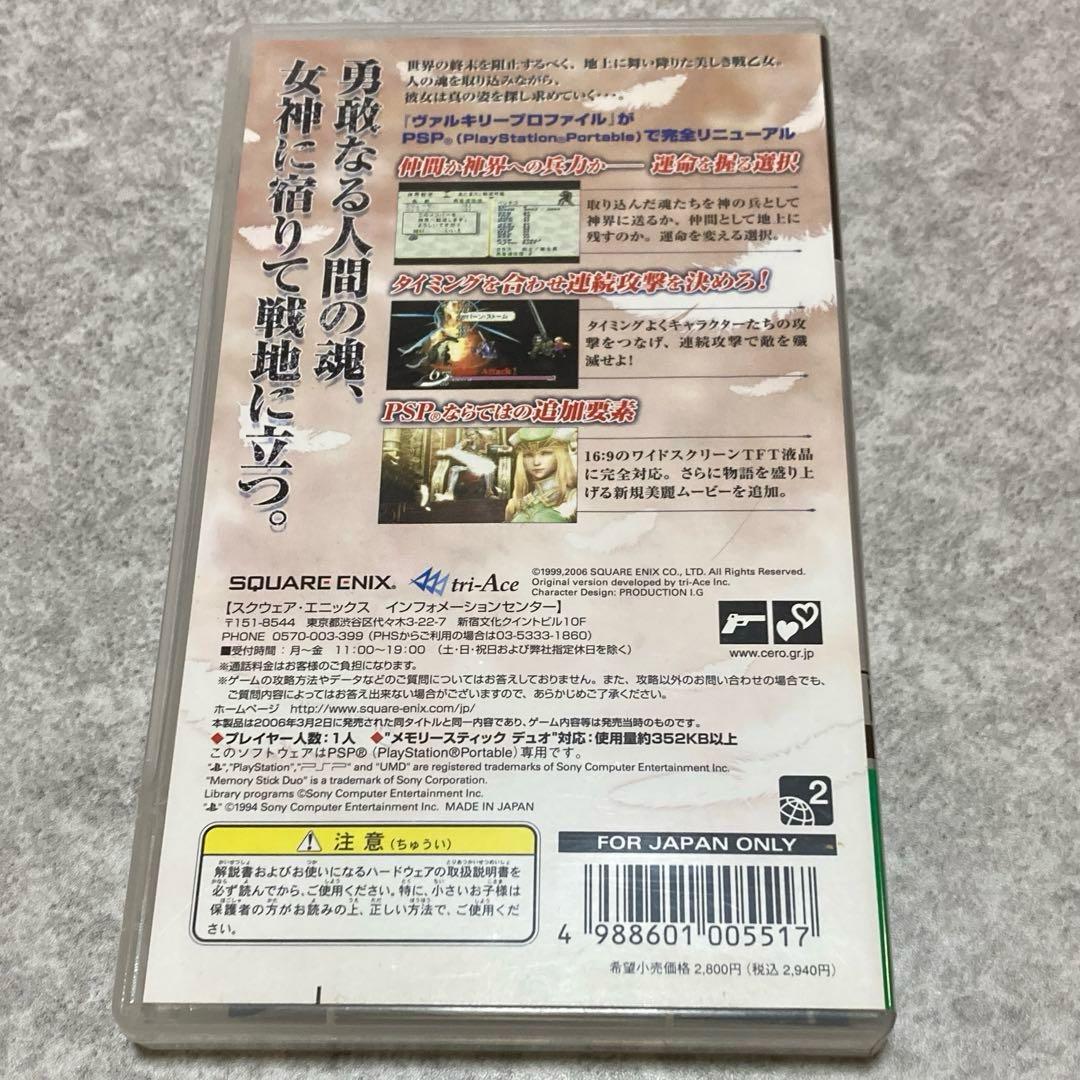 勇敢なる人間の魂、
女神に宿りて戦地に立つ。
世界の終末を阻止するべく、地上に舞い降りた美しき戦乙女。
人の魂を取り込みながら、
彼女は真の姿を探し求めていく…。
『ヴァルキリープロファイル』が
PSP®(PlayStation®Portable)で完全リニューアル
仲間か神界への兵力か―― 運命を握る選択
取り込んだ魂たちを神の兵として
神界に送るか、仲間として地上に
残すのか。運命を変える選択。
タイミングを合わせ連続攻撃を決めろ!
タイミングよくキャラクターたちの攻
撃をつなげ、連続攻撃で敵を殲
滅せよ!
PSP®ならではの追加要素
16:9のワイドスクリーンTFT液晶
に完全対応。さらに物語を盛り上
げる新規美麗ムービーを追加。
SQUARE ENIX®
tri-Ace
©1999,2006 SQUARE ENIX CO., LTD. All Rights Reserved.
Original version developed by tri-Ace Inc.
Character Design: PRODUCTION I.G
【スクウェア・エニックス インフォメーションセンター】
〒151-8544 東京都渋谷区代々木3-22-7 新宿文化クイントビル10F
PHONE 0570-003-399 (PHSからご利用の場合は03-5333-1860)
■受付時間：月〜金 11:00〜19:00 (土・日・祝日および弊社指定休日を除く)
www.cero.gr.jp
※通話料金はお客様のご負担になります。
※ゲームの攻略方法やデータなどのご質問についてはお答えしておりません。また、攻略以外のお問い合わせの場合でも、
ご質問内容によってはお答え出来ない場合がございますので、あらかじめご了承ください。
ホームページ http://www.square-enix.com/jp/
本製品は2006年3月2日に発売された同タイトルと同一内容であり、ゲーム内容等は発売当時のものです。
◆プレイヤー人数：1人 ◆"メモリースティック デュオ"対応：使用量約352KB以上
このソフトウェアはPSP® (PlayStation®Portable) 専用です。
" ","PlayStation","PSP" and "UMD" are registered trademarks of Sony Computer Entertainment Inc.
"Memory Stick Duo" is a trademark of Sony Corporation.
Library programs ©Sony Computer Entertainment Inc.
" " ©1994 Sony Computer Entertainment Inc. MADE IN JAPAN
2
注意(ちゅうい)
解説書およびお使いになるハードウェアの取扱説明書を
必ず読んでから、ご使用ください。特に、小さいお子様は
保護者の方がお読みの上、正しい方法で、ご使用くだ
さい。
FOR JAPAN ONLY
4 988601 005517
希望小売価格 2,800円 (税込 2,940円)